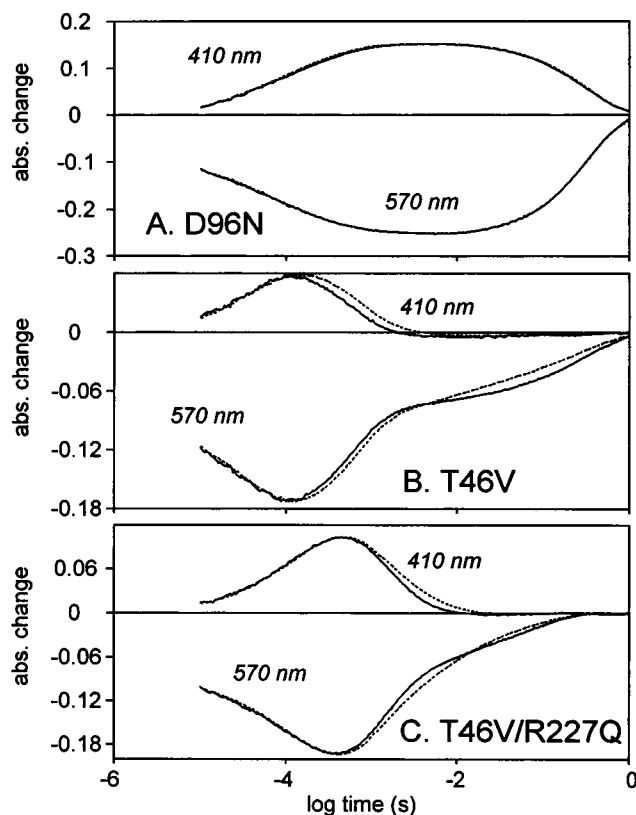 abs. change
0.2
0.1
0
-0.1
-0.2
-0.3
410 nm
570 nm
A. D96N
abs. change
0
-0.06
-0.12
-0.18
410 nm
570 nm
B. T46V
abs. change
0.06
0
-0.06
-0.12
-0.18
410 nm
570 nm
C. T46V/R227Q
-6
-4
-2
0
log time (s)